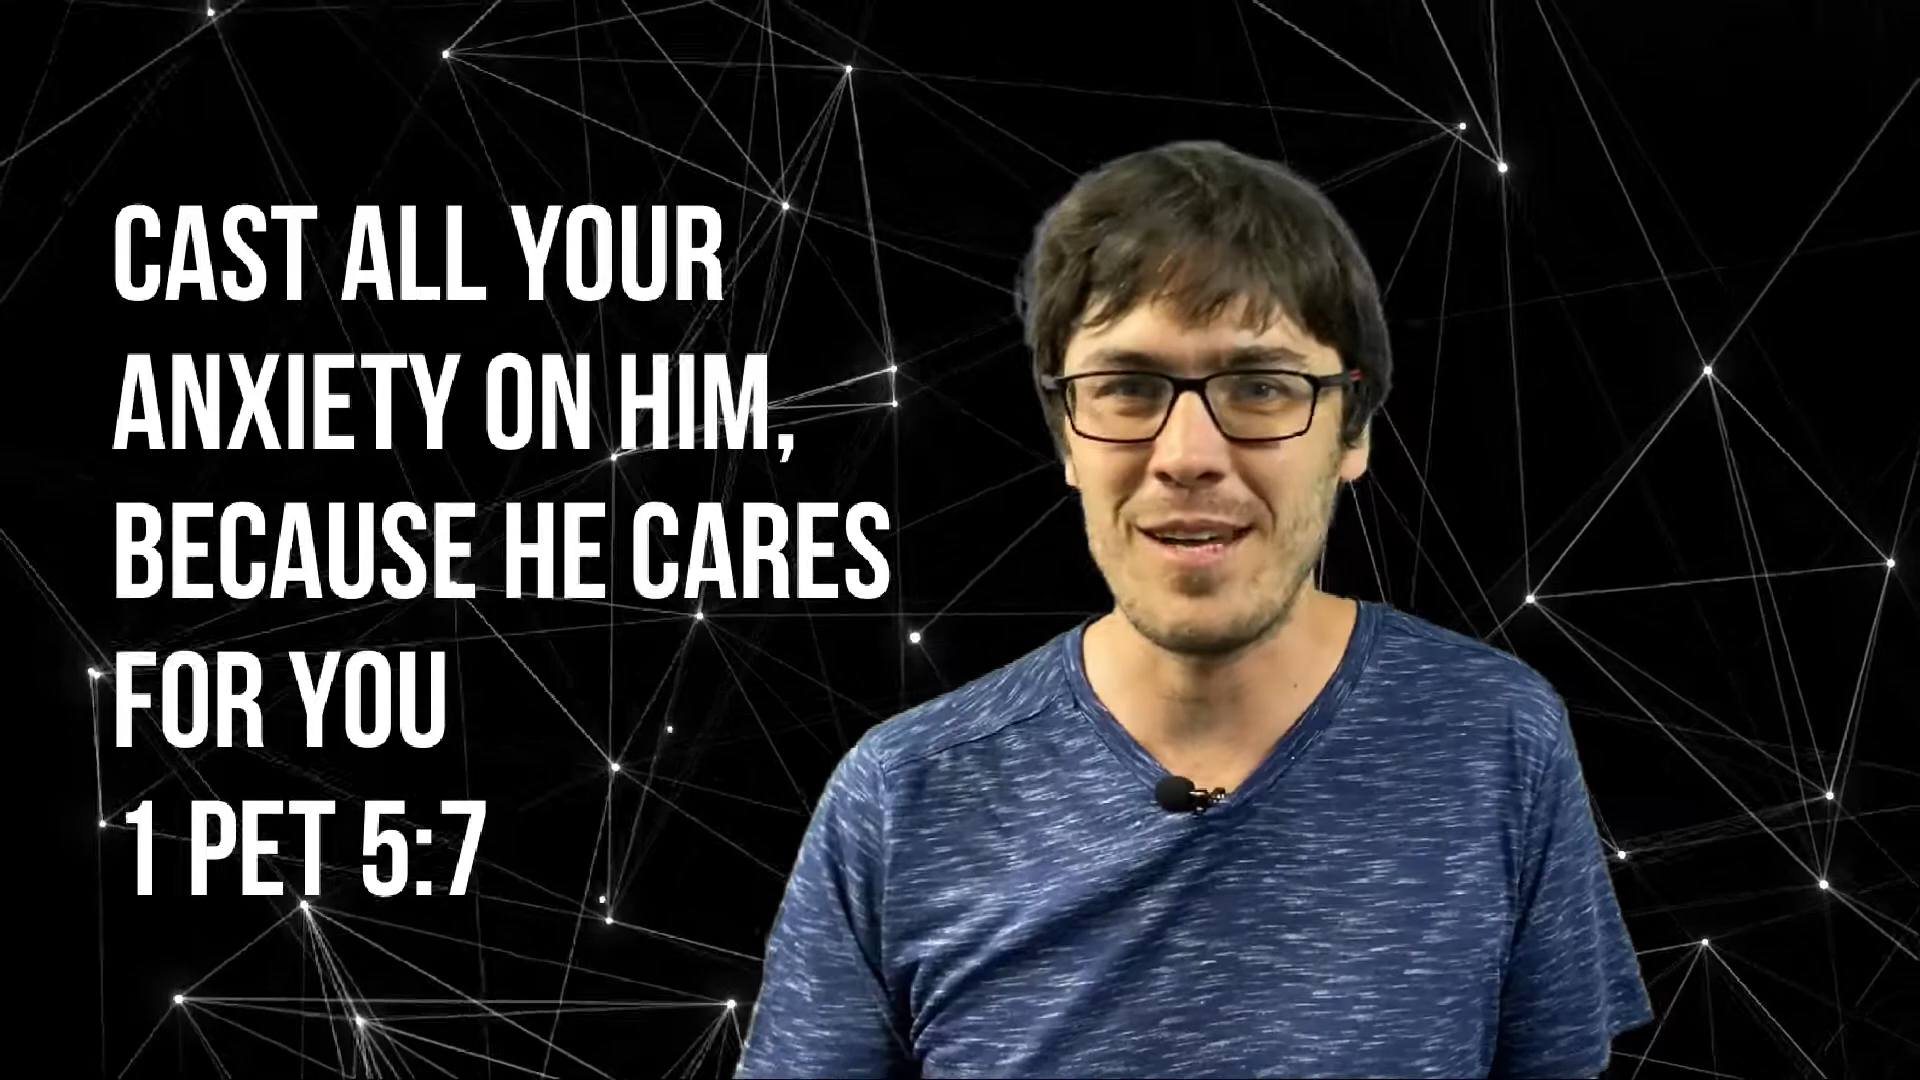 CAST ALL YOUR
ANXIETY ON HIM,
BECAUSE HE CARES
FOR YOU
1 PET 5:7